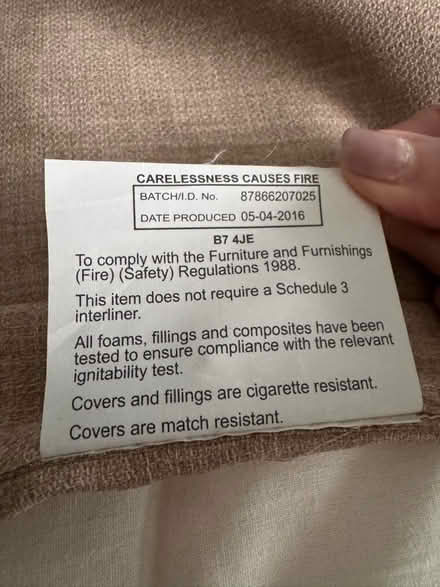 CARELESSNESS CAUSES FIRE
BATCH/I.D. No. 87866207025
DATE PRODUCED 05-04-2016
B7 4JE
To comply with the Furniture and Furnishings
(Fire) (Safety) Regulations 1988.
This item does not require a Schedule 3
interliner.
All foams, fillings and composites have been
tested to ensure compliance with the relevant
ignitability test.
Covers and fillings are cigarette resistant.
Covers are match resistant.